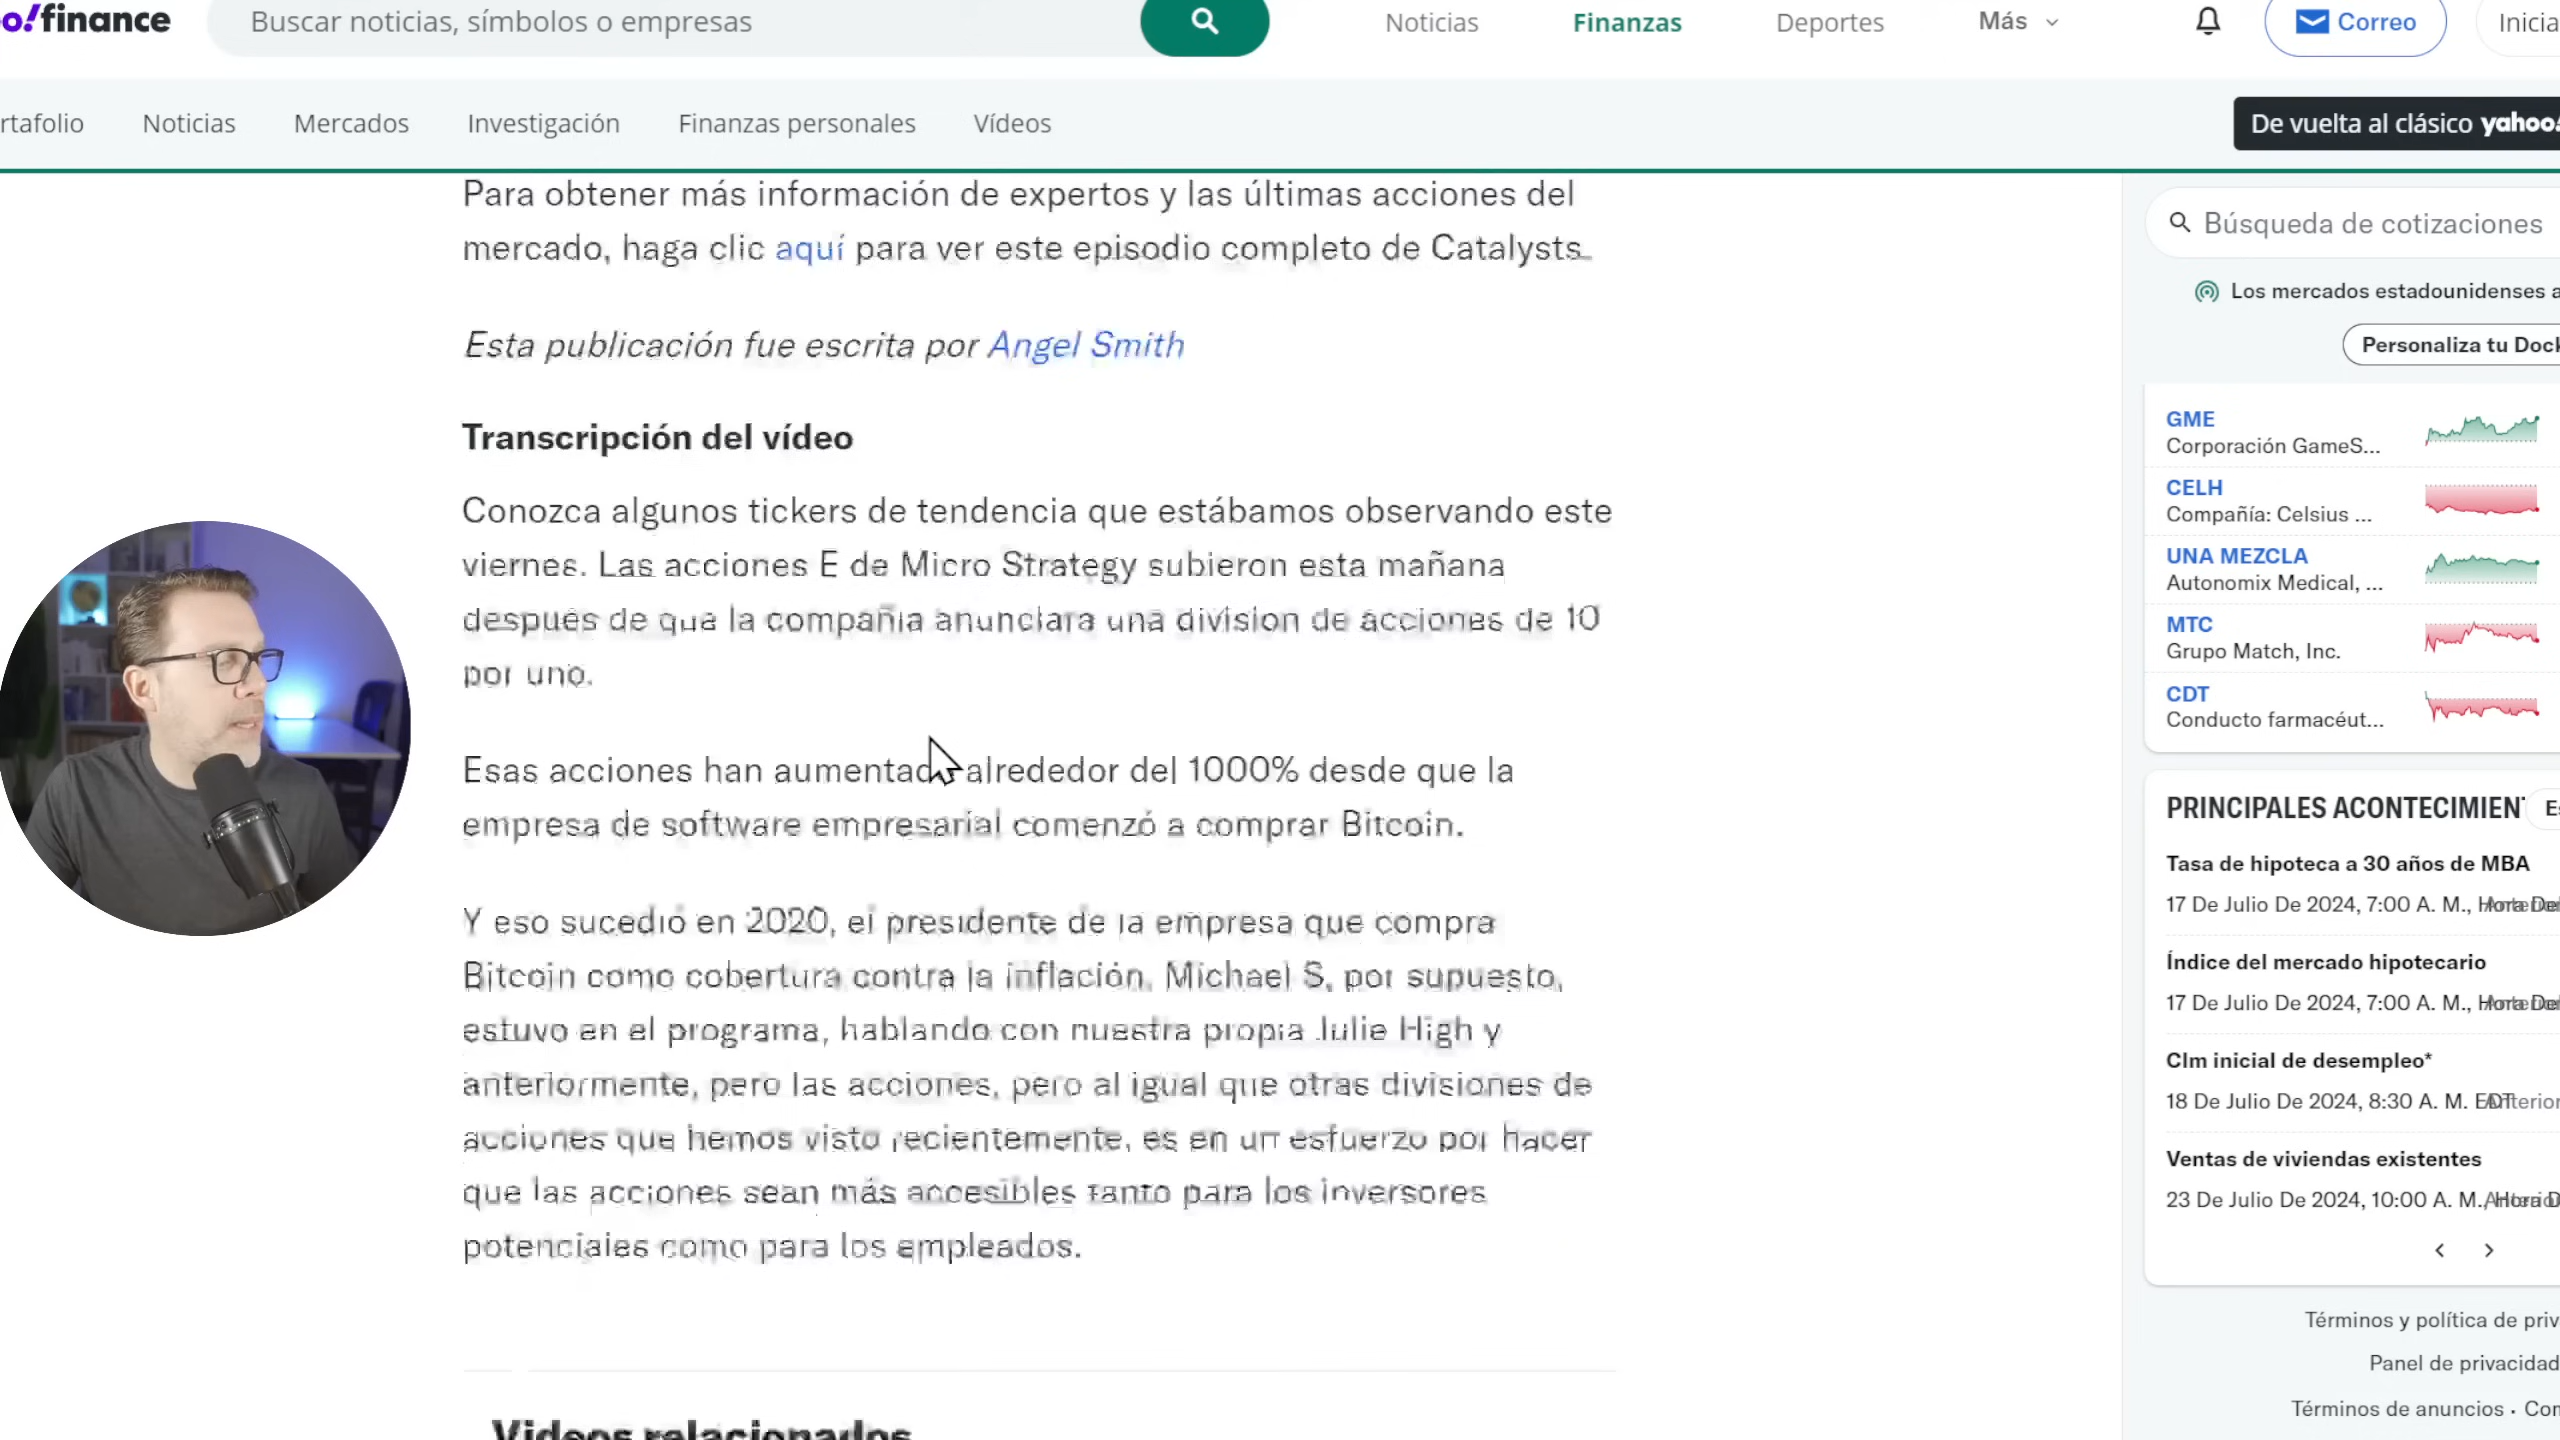 o!finance
Buscar noticias, símbolos o empresas
Noticias
Finanzas
Deportes
Más
Correo
Inicia
rtafolio
Noticias
Mercados
Investigación
Finanzas personales
Vídeos
De vuelta al clásico yahoo
Para obtener más información de expertos y las últimas acciones del
mercado, haga clic aquí para ver este episodio completo de Catalysts.
Esta publicación fue escrita por Angel Smith
Transcripción del vídeo
Conozca algunos tickers de tendencia que estábamos observando este
viernes. Las acciones E de Micro Strategy subieron esta mañana
después de que la compañía anunciara una división de acciones de 10
por uno.
Esas acciones han aumentado alrededor del 1000% desde que la
empresa de software empresarial comenzó a comprar Bitcoin.
Y eso sucedió en 2020, el presidente de la empresa que compra
Bitcoin como cobertura contra la inflación, Michael S, por supuesto,
estuvo en el programa, hablando con nuestra propia Julie High y
anteriormente, pero las acciones, pero al igual que otras divisiones de
acciones que hemos visto recientemente, es en un esfuerzo por hacer
que las acciones sean más accesibles tanto para los inversores
potenciales como para los empleados.
Videos relacionados
Búsqueda de cotizaciones
Los mercados estadounidenses a
Personaliza tu Dock
GME
Corporación GameS...
CELH
Compañía: Celsius ...
UNA MEZCLA
Autonomix Medical, ...
MTC
Grupo Match, Inc.
CDT
Conducto farmacéut...
PRINCIPALES ACONTECIMIENT
Es
Tasa de hipoteca a 30 años de MBA
17 De Julio De 2024, 7:00 A. M.,
Índice del mercado hipotecario
17 De Julio De 2024, 7:00 A. M.,
Clm inicial de desempleo*
18 De Julio De 2024, 8:30 A. M. EDT
Ventas de viviendas existentes
23 De Julio De 2024, 10:00 A. M.,
Términos y política de priv
Panel de privacidad
Términos de anuncios • Con